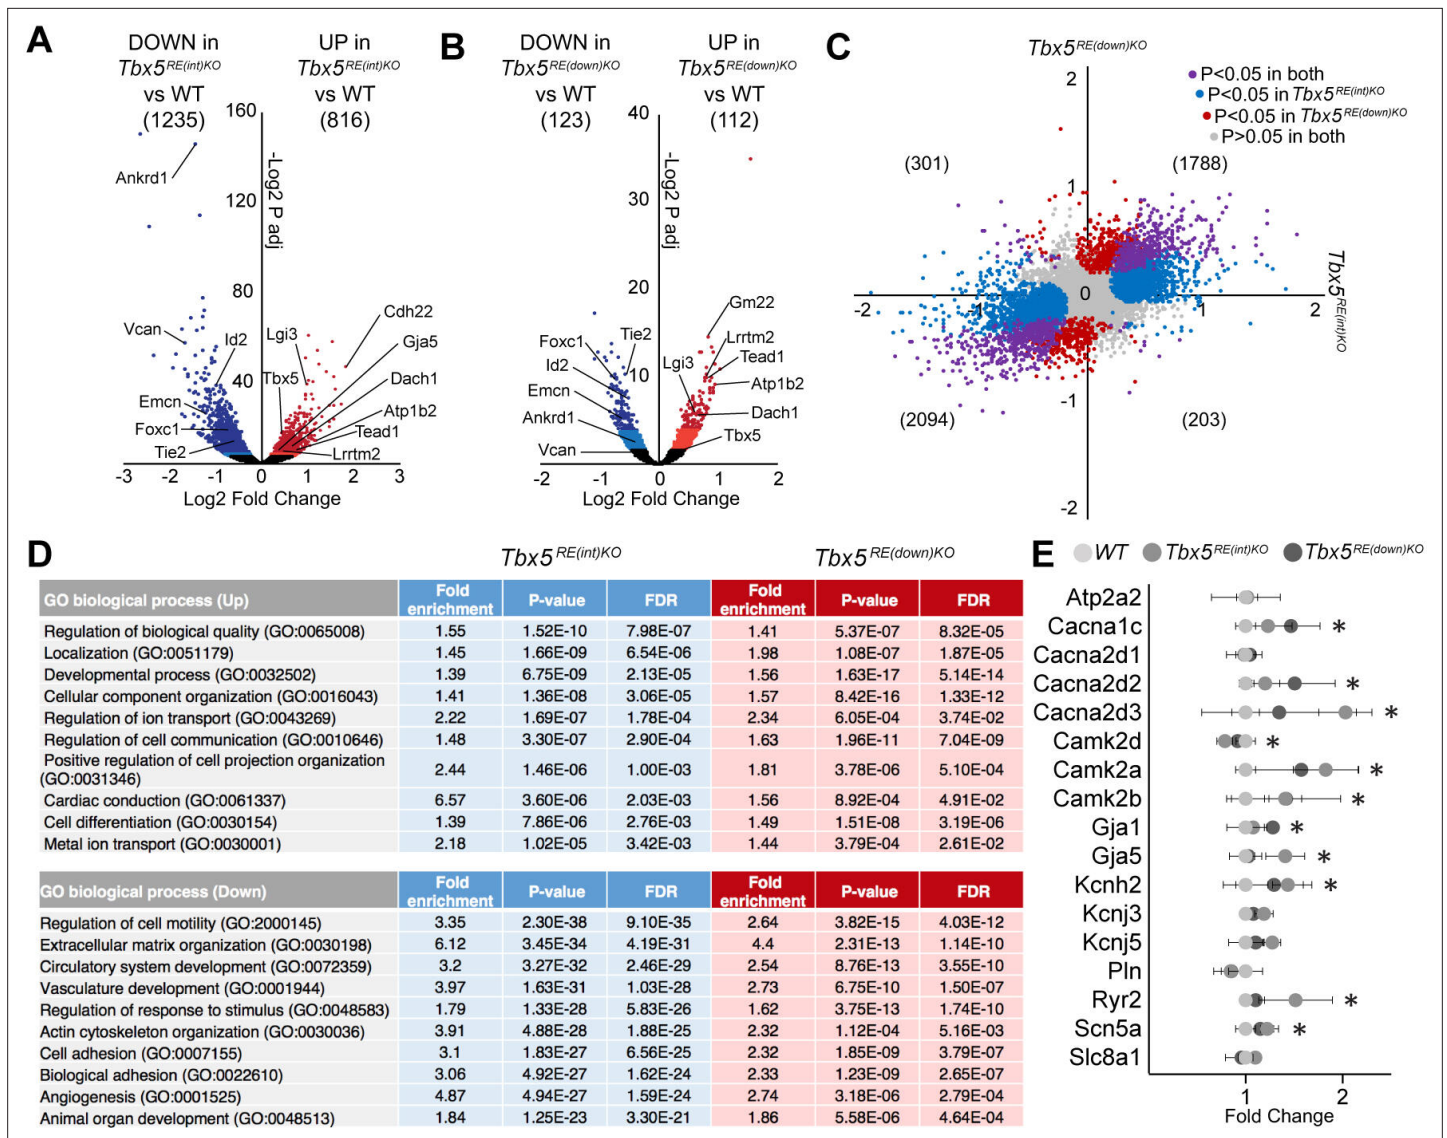 A
DOWN in
Tbx5RE(int)KO
vs WT
(1235)
UP in
Tbx5RE(int)KO
vs WT
(816)
160
120
80
40
-Log2 P adj
Ankrd1
Vcan
Id2
Emcn
Foxc1
Tie2
Lgi3
Tbx5
Cdh22
Gja5
Dach1
Atp1b2
Tead1
Lrrtm2
-3 -2 -1 0 1 2 3
Log2 Fold Change
B
DOWN in
Tbx5RE(down)KO
vs WT
(123)
UP in
Tbx5RE(down)KO
vs WT
(112)
40
30
20
10
-Log2 P adj
Foxc1
Tie2
Id2
Emcn
Ankrd1
Vcan
Gm22
Lrrtm2
Lgi3
Tead1
Atp1b2
Dach1
Tbx5
-2 -1 0 1 2
Log2 Fold Change
C
Tbx5RE(down)KO
P<0.05 in both
P<0.05 in Tbx5RE(int)KO
P<0.05 in Tbx5RE(down)KO
P>0.05 in both
(301)
(1788)
2
1
-2 -1 0 1 2
-1
-2
Tbx5RE(int)KO
(2094)
(203)
D
Tbx5 RE(int)KO
Tbx5 RE(down)KO
GO biological process (Up) Fold enrichment P-value FDR Fold enrichment P-value FDR
Regulation of biological quality (GO:0065008) 1.55 1.52E-10 7.98E-07 1.41 5.37E-07 8.32E-05
Localization (GO:0051179) 1.45 1.66E-09 6.54E-06 1.98 1.08E-07 1.87E-05
Developmental process (GO:0032502) 1.39 6.75E-09 2.13E-05 1.56 1.63E-17 5.14E-14
Cellular component organization (GO:0016043) 1.41 1.36E-08 3.06E-05 1.57 8.42E-16 1.33E-12
Regulation of ion transport (GO:0043269) 2.22 1.69E-07 1.78E-04 2.34 6.05E-04 3.74E-02
Regulation of cell communication (GO:0010646) 1.48 3.30E-07 2.90E-04 1.63 1.96E-11 7.04E-09
Positive regulation of cell projection organization
(GO:0031346) 2.44 1.46E-06 1.00E-03 1.81 3.78E-06 5.10E-04
Cardiac conduction (GO:0061337) 6.57 3.60E-06 2.03E-03 1.56 8.92E-04 4.91E-02
Cell differentiation (GO:0030154) 1.39 7.86E-06 2.76E-03 1.49 1.51E-08 3.19E-06
Metal ion transport (GO:0030001) 2.18 1.02E-05 3.42E-03 1.44 3.79E-04 2.61E-02
GO biological process (Down) Fold enrichment P-value FDR Fold enrichment P-value FDR
Regulation of cell motility (GO:2000145) 3.35 2.30E-38 9.10E-35 2.64 3.82E-15 4.03E-12
Extracellular matrix organization (GO:0030198) 6.12 3.45E-34 4.19E-31 4.4 2.31E-13 1.14E-10
Circulatory system development (GO:0072359) 3.2 3.27E-32 2.46E-29 2.54 8.76E-13 3.55E-10
Vasculature development (GO:0001944) 3.97 1.63E-31 1.03E-28 2.73 6.75E-10 1.50E-07
Regulation of response to stimulus (GO:0048583) 1.79 1.33E-28 5.83E-26 1.62 3.75E-13 1.74E-10
Actin cytoskeleton organization (GO:0030036) 3.91 4.88E-28 1.88E-25 2.32 1.12E-04 5.16E-03
Cell adhesion (GO:0007155) 3.1 1.83E-27 6.56E-25 2.32 1.85E-09 3.79E-07
Biological adhesion (GO:0022610) 3.06 4.92E-27 1.62E-24 2.33 1.23E-09 2.65E-07
Angiogenesis (GO:0001525) 4.87 4.94E-27 1.59E-24 2.74 3.18E-06 2.79E-04
Animal organ development (GO:0048513) 1.84 1.25E-23 3.30E-21 1.86 5.58E-06 4.64E-04
E
WT Tbx5RE(int)KO Tbx5RE(down)KO
Atp2a2
Cacna1c *
Cacna2d1
Cacna2d2 *
Cacna2d3 *
Camk2d *
Camk2a *
Camk2b *
Gja1 *
Gja5 *
Kcnh2 *
Kcnj3
Kcnj5
Pln
Ryr2 *
Scn5a *
Slc8a1
1 2
Fold Change